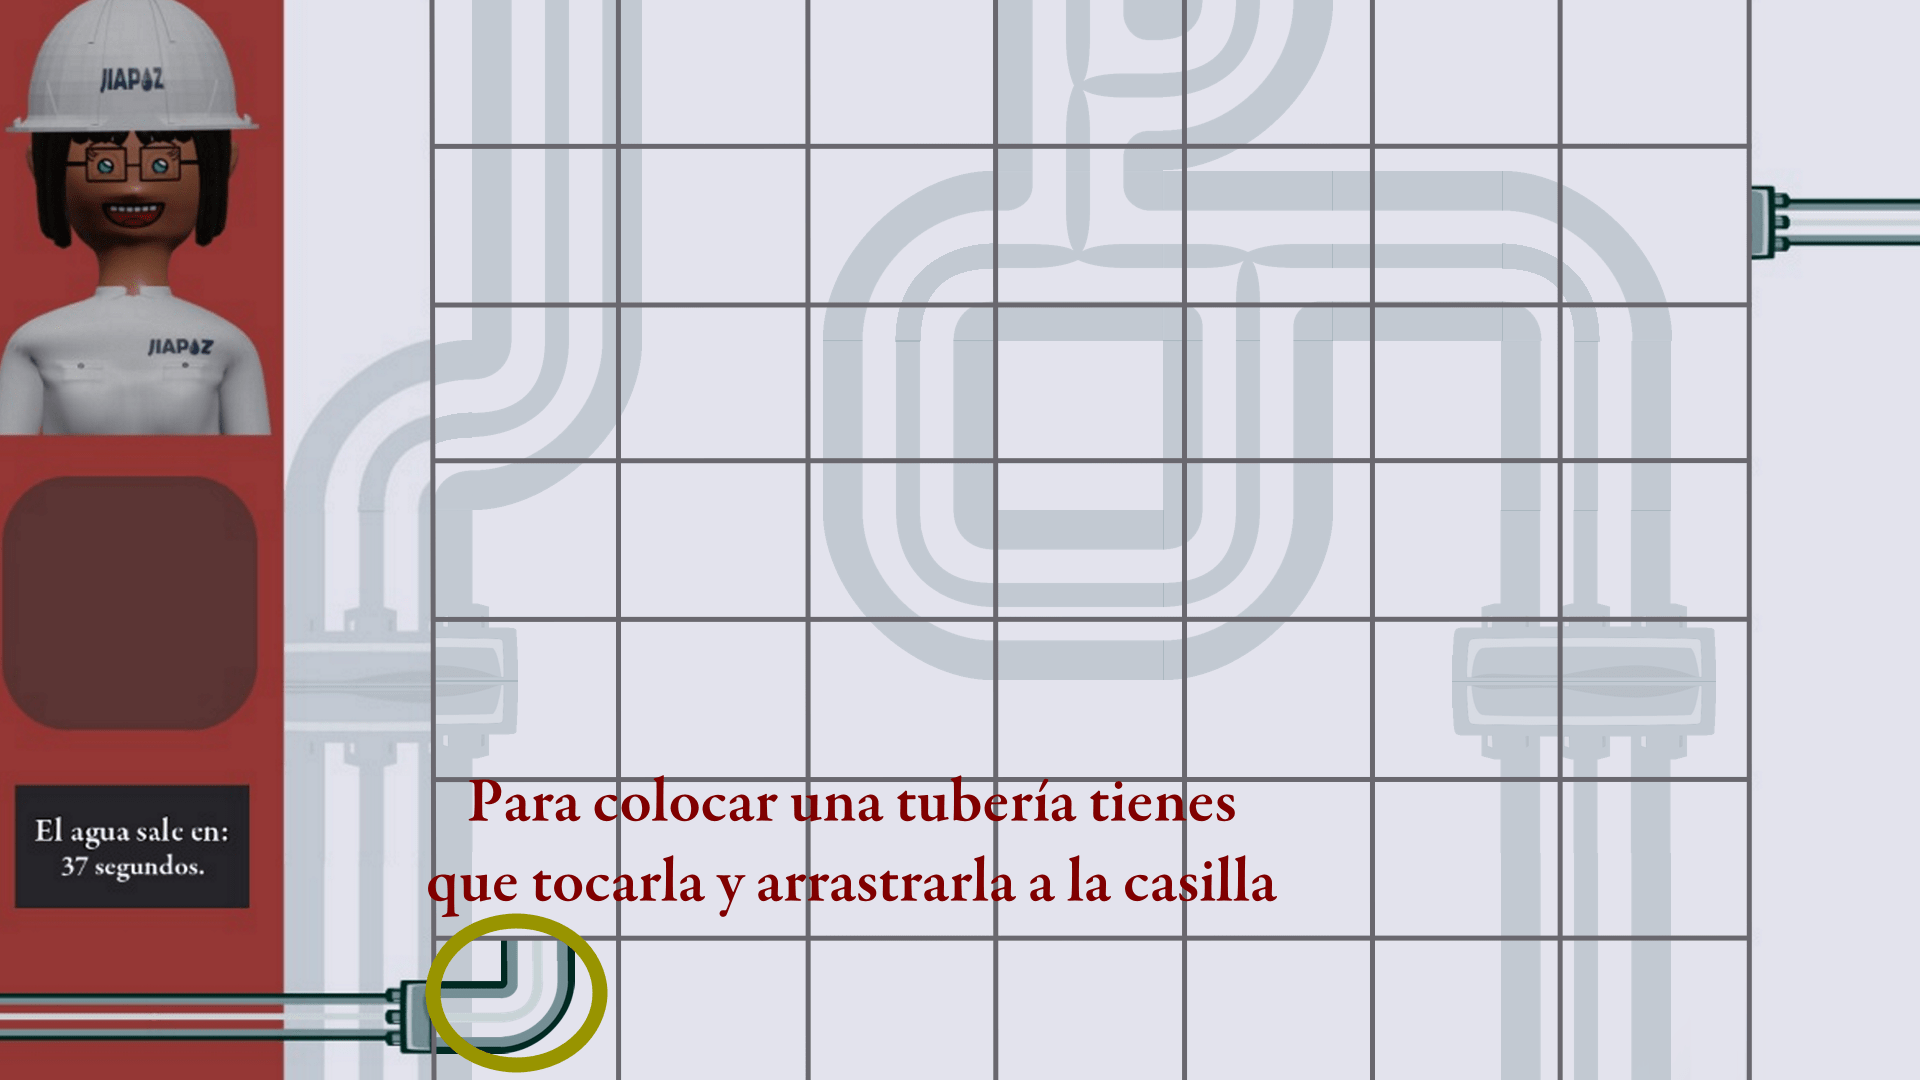 JIAPAZ
JIAPAZ
El agua sale en:
37 segundos.
Para colocar una tubería tienes
que tocarla y arrastrarla a la casilla